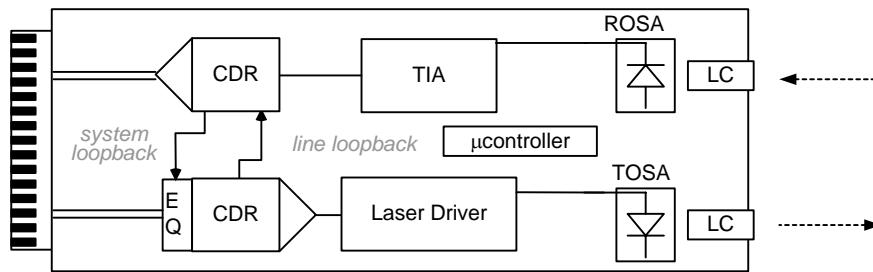 ROSA
CDR
TIA
LC
system
loopback
line loopback
μcontroller
TOSA
E
Q
CDR
Laser Driver
LC